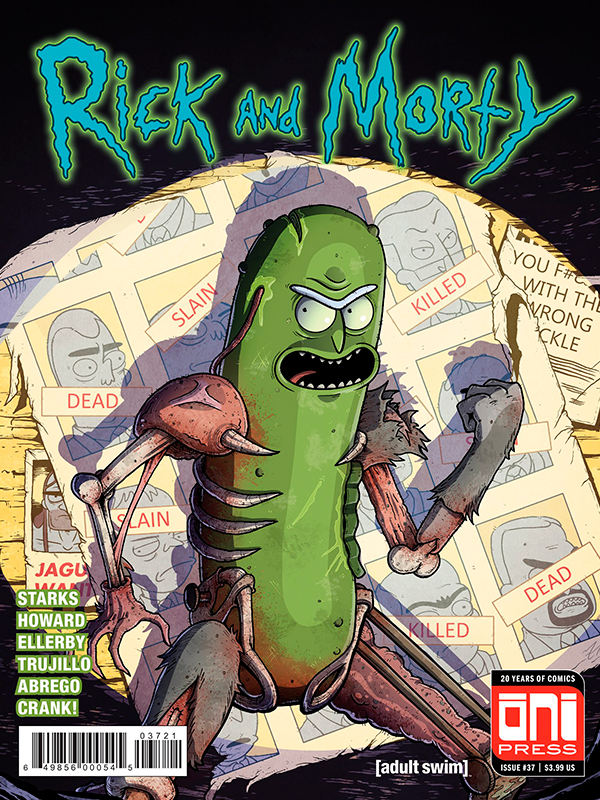 RICK AND MORTY
SLAIN
KILLED
YOU F#C
WITH THE
WRONG
CKLE
DEAD
SLAIN
JAGU
WAN
STARKS
HOWARD
ELLERBY
TRUJILLO
ABREGO
CRANK!
KILLED
DEAD
03721
6 49856 00054 5
[adult swim]
20 YEARS OF COMICS
ONI
PRESS
ISSUE #37 | $3.99 US